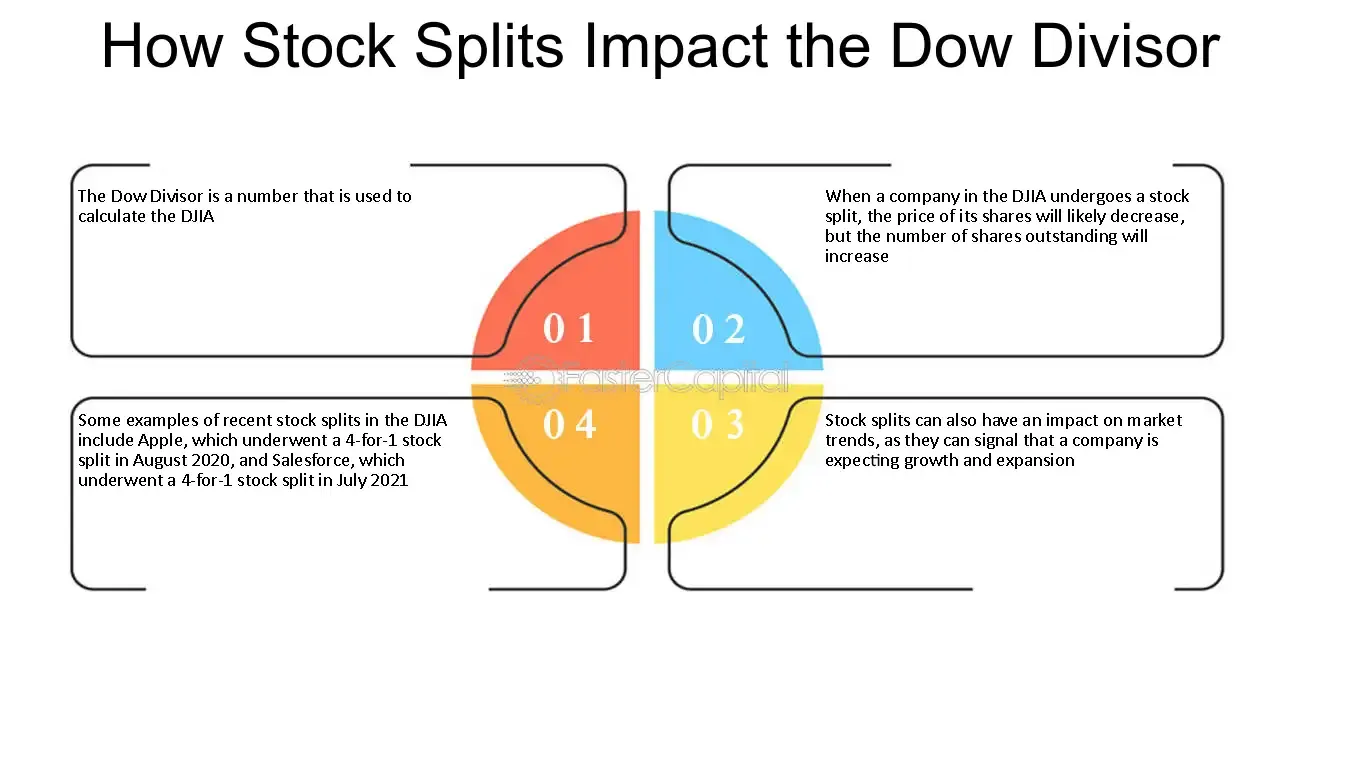 How Stock Splits Impact the Dow Divisor
The Dow Divisor is a number that is used to
calculate the DJIA
When a company in the DJIA undergoes a stock
split, the price of its shares will likely decrease,
but the number of shares outstanding will
increase
0 1
0 2
FasterCapital
0 4
0 3
Some examples of recent stock splits in the DJIA
include Apple, which underwent a 4-for-1 stock
split in August 2020, and Salesforce, which
underwent a 4-for-1 stock split in July 2021
Stock splits can also have an impact on market
trends, as they can signal that a company is
expecting growth and expansion